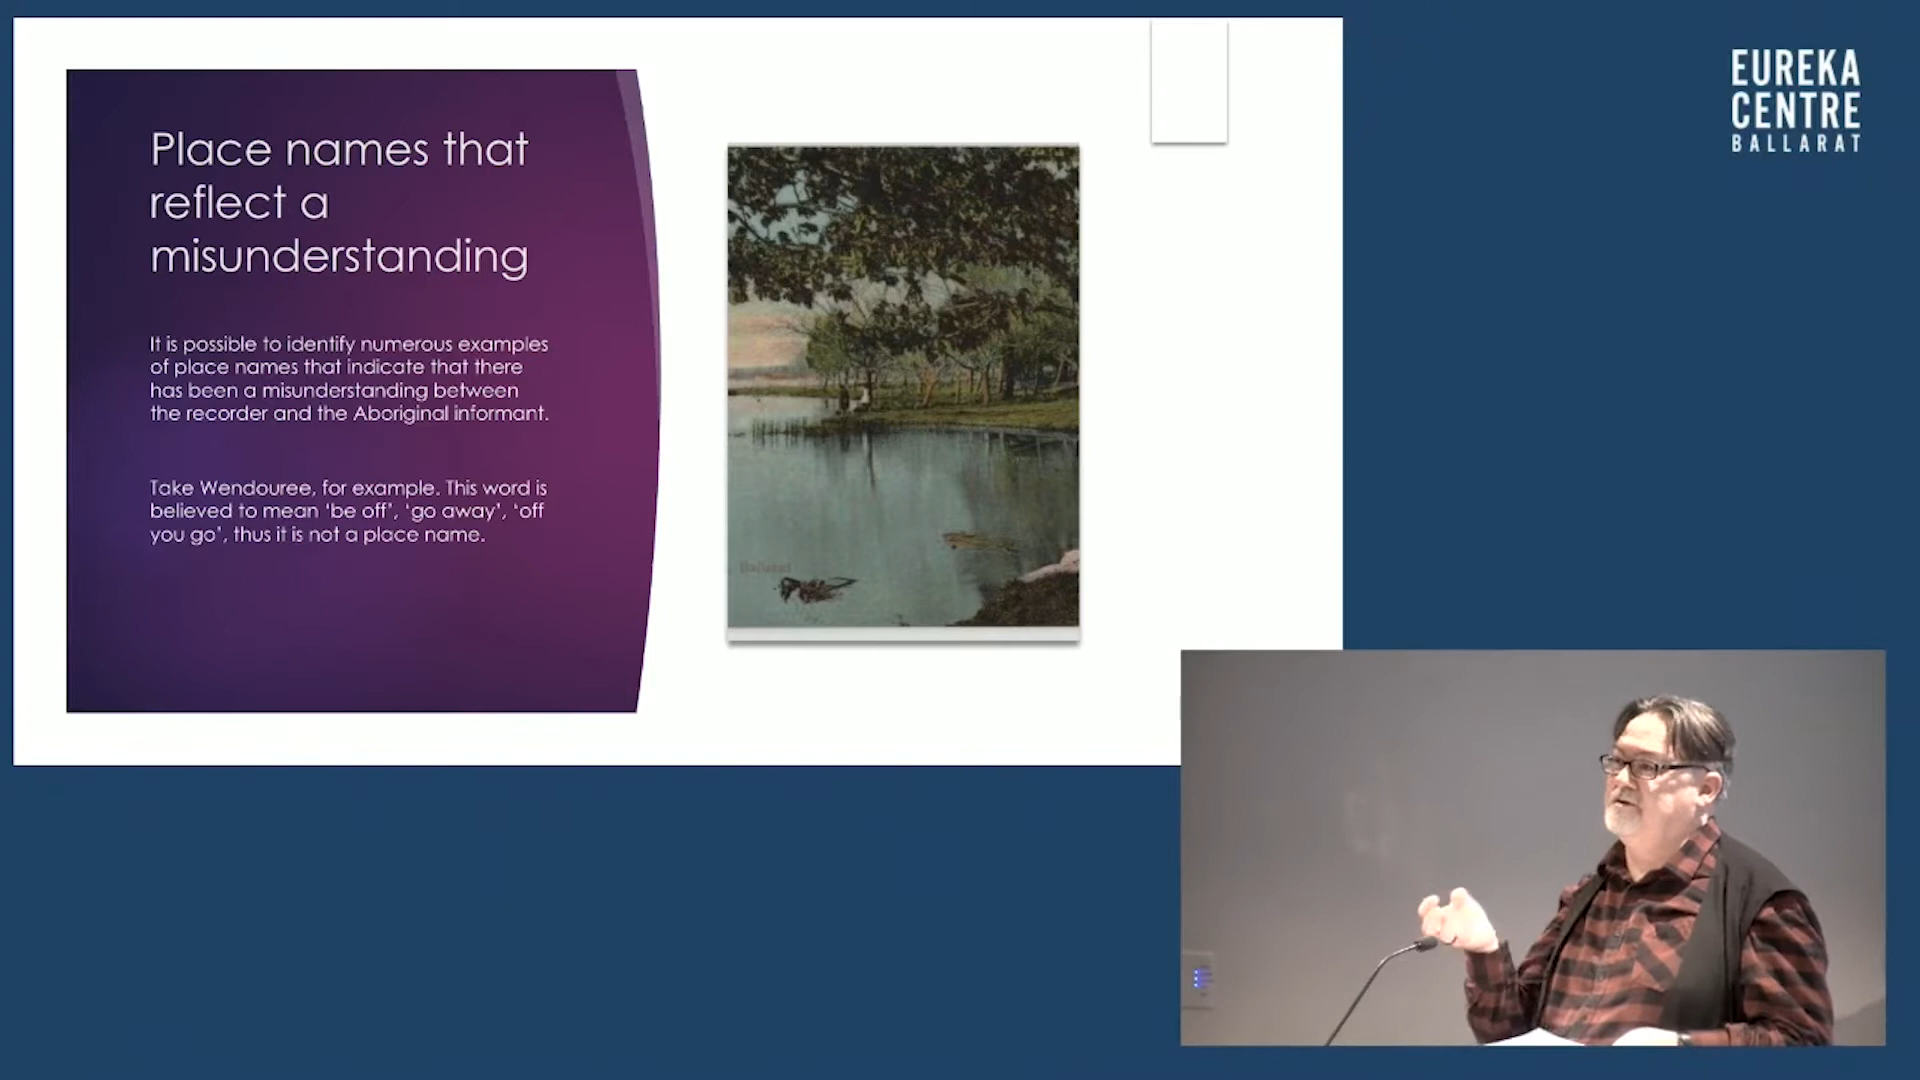 Place names that
reflect a
misunderstanding
It is possible to identify numerous examples
of place names that indicate that there
has been a misunderstanding between
the recorder and the Aboriginal informant.
Take Wendouree, for example. This word is
believed to mean ‘be off’, ‘go away’, ‘off
you go’, thus it is not a place name.
Ballarat
EUREKA
CENTRE
BALLARAT